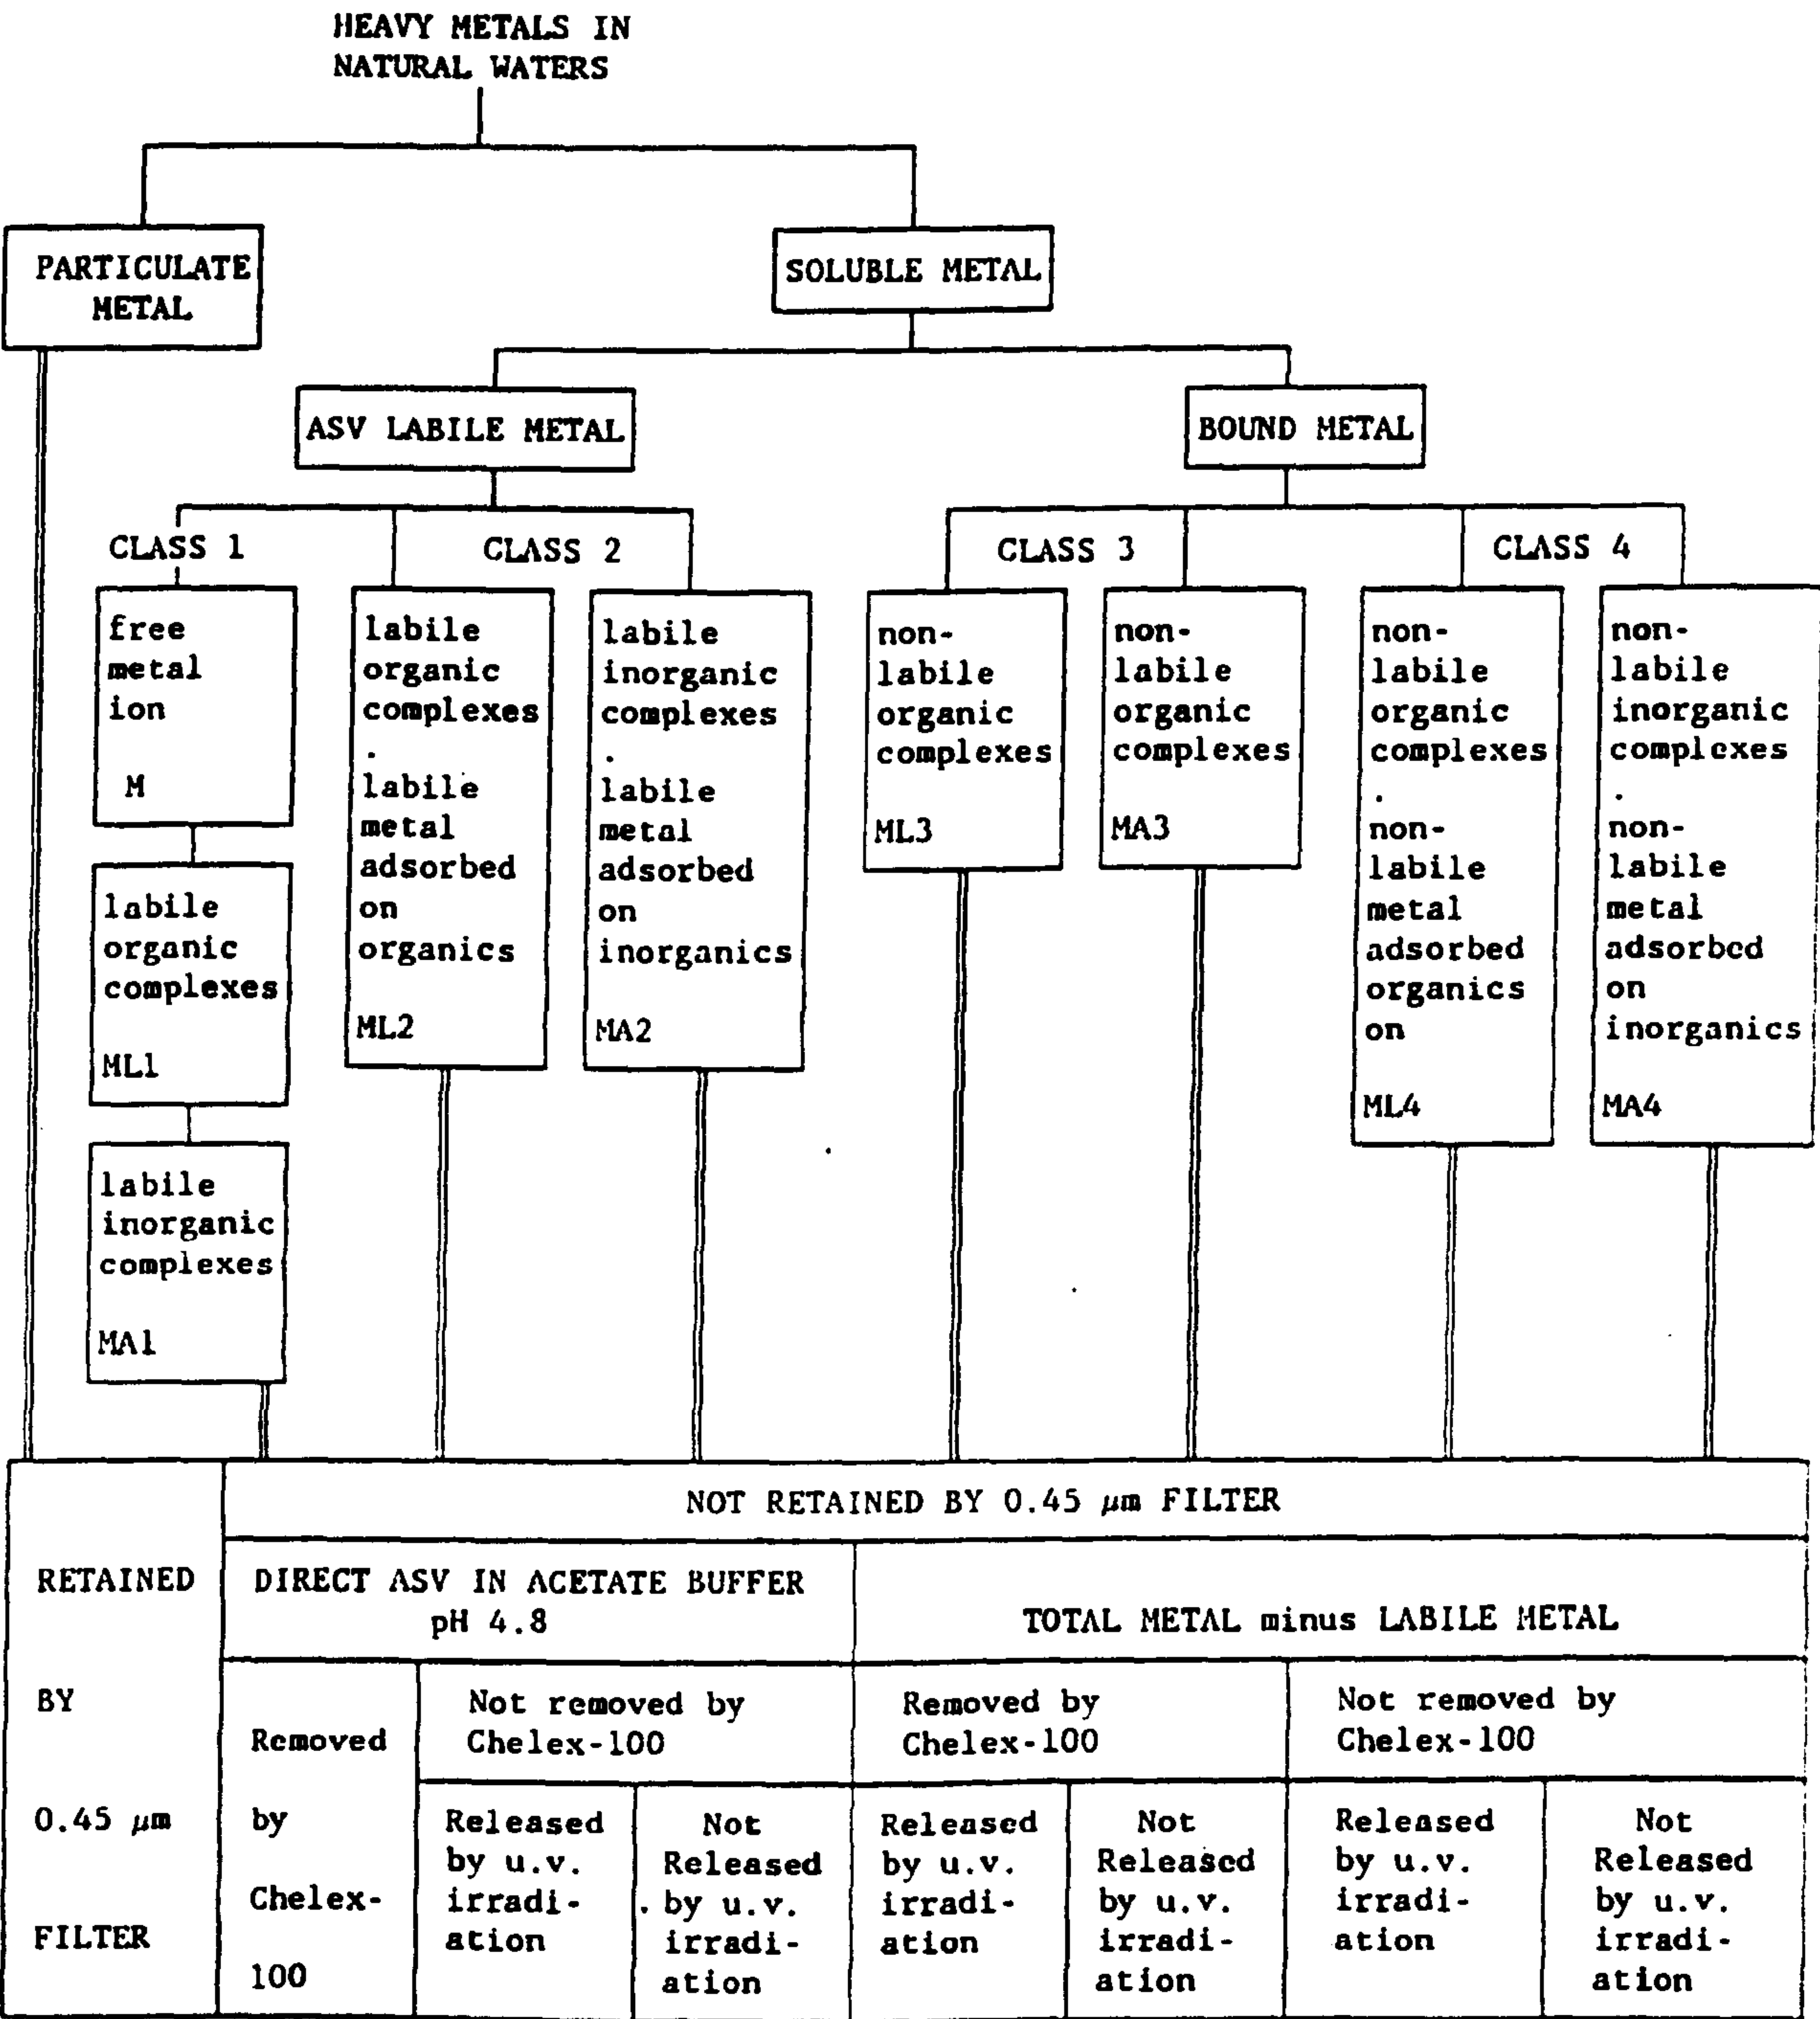 HEAVY METALS IN
NATURAL WATERS
PARTICULATE
METAL
SOLUBLE METAL
ASV LABILE METAL
BOUND METAL
CLASS 1
CLASS 2
CLASS 3
CLASS 4
free
metal
ion
M
labile
organic
complexes
ML1
labile
inorganic
complexes
MA1
labile
organic
complexes
.
labile
metal
adsorbed
on
organics
ML2
labile
inorganic
complexes
.
labile
metal
adsorbed
on
inorganics
MA2
non-
labile
organic
complexes
ML3
non-
labile
organic
complexes
MA3
non-
labile
organic
complexes
.
non-
labile
metal
adsorbed
organics
on
ML4
non-
labile
inorganic
complexes
.
non-
labile
metal
adsorbed
on
inorganics
MA4
RETAINED
BY
0.45 μm
FILTER
NOT RETAINED BY 0.45 μm FILTER
DIRECT ASV IN ACETATE BUFFER
pH 4.8
TOTAL METAL minus LABILE METAL
Removed
by
Chelex-
100
Not removed by
Chelex-100
Removed by
Chelex-100
Not removed by
Chelex-100
Released
by u.v.
irradi-
ation
Not
Released
by u.v.
irradi-
ation
Released
by u.v.
irradi-
ation
Not
Released
by u.v.
irradi-
ation
Released
by u.v.
irradi-
ation
Not
Released
by u.v.
irradi-
ation